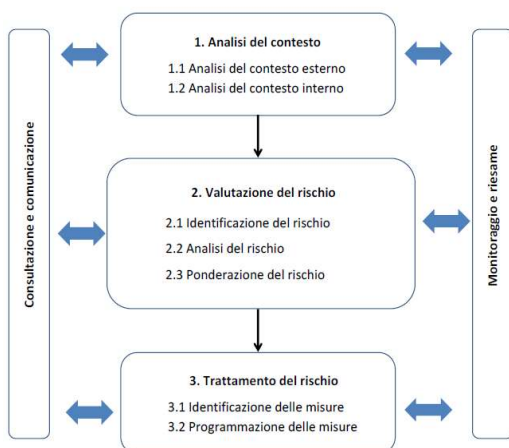 Consultazione e comunicazione
1. Analisi del contesto
1.1 Analisi del contesto esterno
1.2 Analisi del contesto interno
2. Valutazione del rischio
2.1 Identificazione del rischio
2.2 Analisi del rischio
2.3 Ponderazione del rischio
3. Trattamento del rischio
3.1 Identificazione delle misure
3.2 Programmazione delle misure
Monitoraggio e riesame